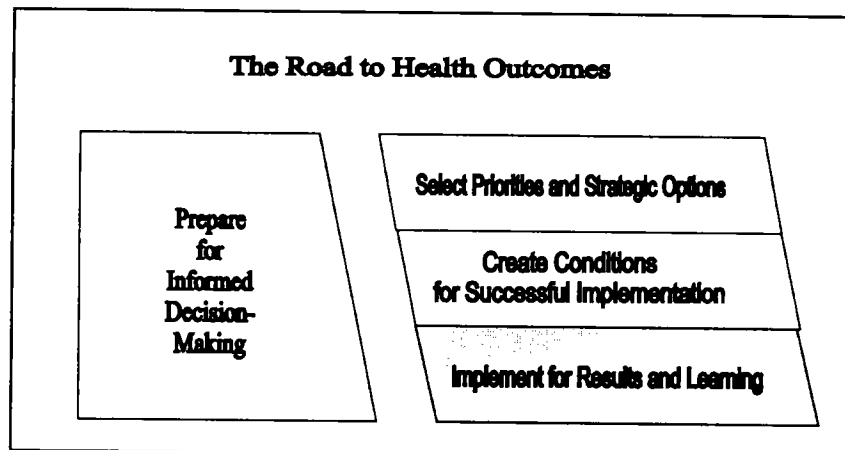 The Road to Health Outcomes
Prepare
for
Informed
Decision-
Making
Select Priorities and Strategic Options
Create Conditions
for Successful Implementation
Implement for Results and Learning